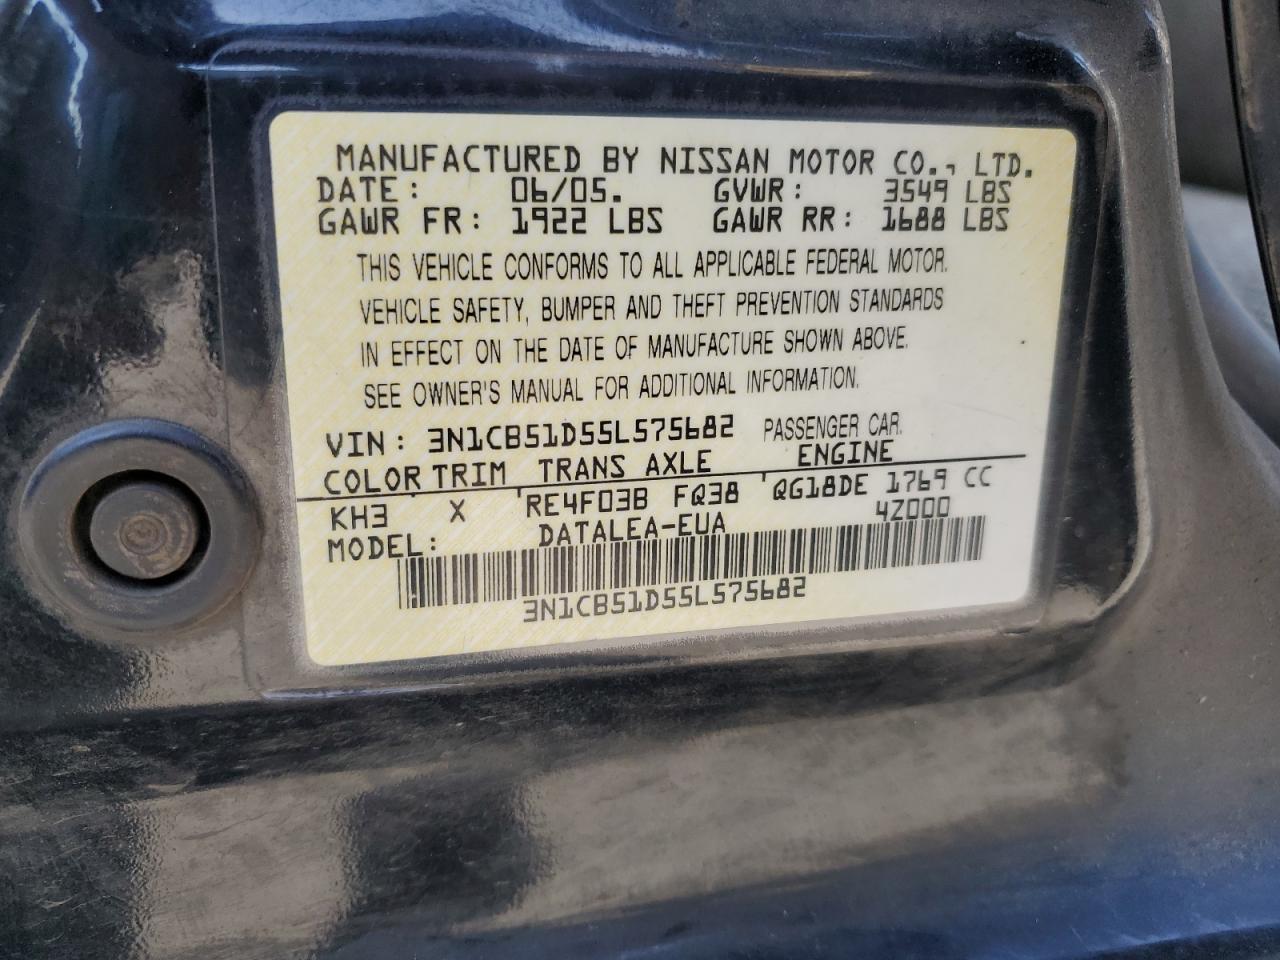 MANUFACTURED BY NISSAN MOTOR CO., LTD.
DATE: 06/05. GVWR: 3549 LBS
GAWR FR: 1922 LBS GAWR RR: 1688 LBS
THIS VEHICLE CONFORMS TO ALL APPLICABLE FEDERAL MOTOR.
VEHICLE SAFETY, BUMPER AND THEFT PREVENTION STANDARDS
IN EFFECT ON THE DATE OF MANUFACTURE SHOWN ABOVE.
SEE OWNER'S MANUAL FOR ADDITIONAL INFORMATION.
VIN: 3N1CB51D55L575682 PASSENGER CAR.
COLOR TRIM TRANS AXLE ENGINE
KH3 X RE4F03B FQ38 QG18DE 1769 CC
MODEL: DATALEA-EUA 4Z000
3N1CB51D55L575682